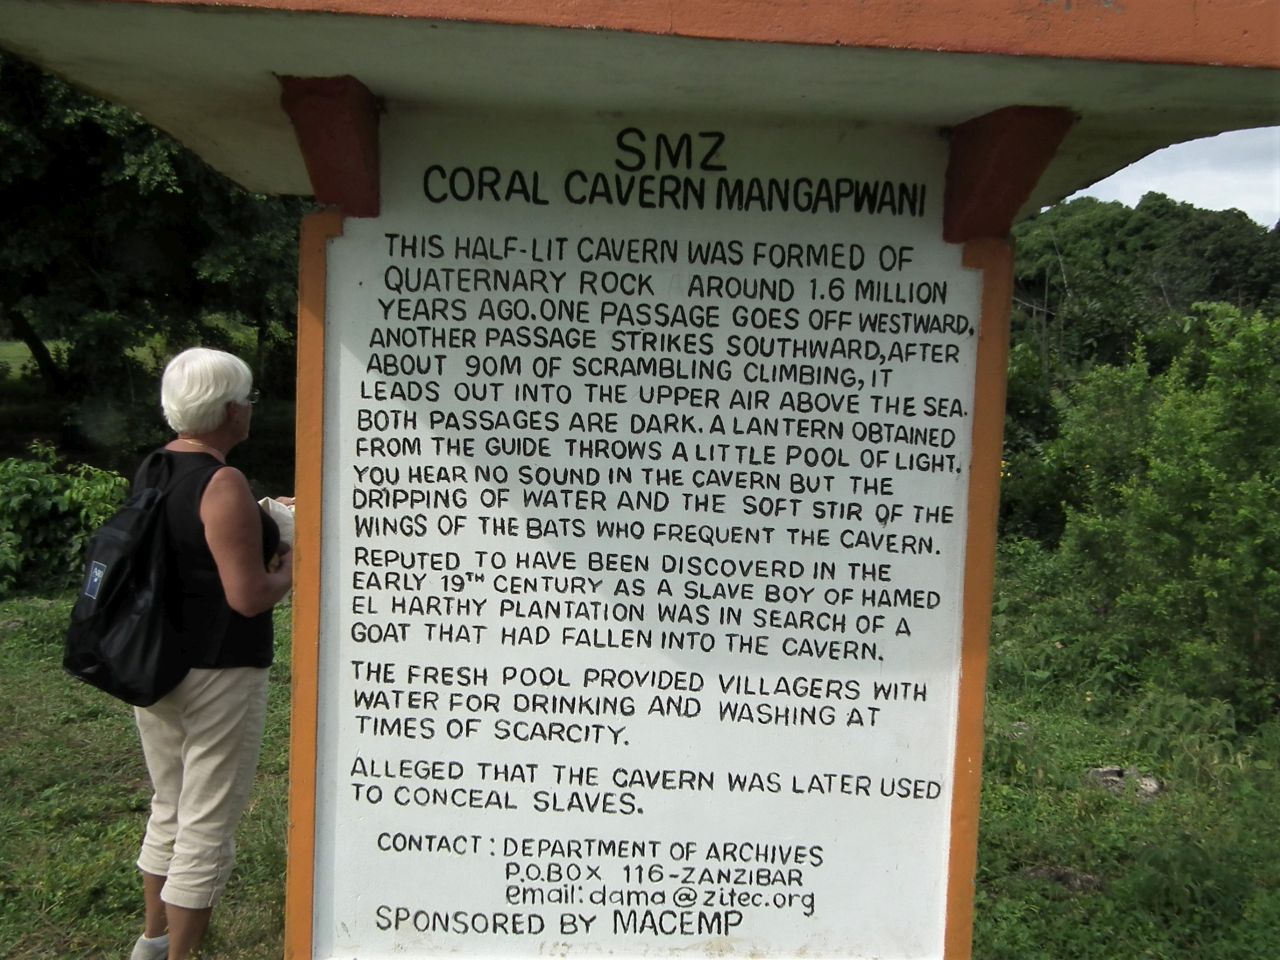 SMZ
CORAL CAVERN MANGAPWANI
THIS HALF-LIT CAVERN WAS FORMED OF
QUATERNARY ROCK AROUND 1.6 MILLION
YEARS AGO. ONE PASSAGE GOES OFF WESTWARD.
ANOTHER PASSAGE STRIKES SOUTHWARD, AFTER
ABOUT 90M OF SCRAMBLING CLIMBING, IT
LEADS OUT INTO THE UPPER AIR ABOVE THE SEA.
BOTH PASSAGES ARE DARK. A LANTERN OBTAINED
FROM THE GUIDE THROWS A LITTLE POOL OF LIGHT.
YOU HEAR NO SOUND IN THE CAVERN BUT THE
DRIPPING OF WATER AND THE SOFT STIR OF THE
WINGS OF THE BATS WHO FREQUENT THE CAVERN.
REPUTED TO HAVE BEEN DISCOVERD IN THE
EARLY 19TH CENTURY AS A SLAVE BOY OF HAMED
EL HARTHY PLANTATION WAS IN SEARCH OF A
GOAT THAT HAD FALLEN INTO THE CAVERN.
THE FRESH POOL PROVIDED VILLAGERS WITH
WATER FOR DRINKING AND WASHING AT
TIMES OF SCARCITY.
ALLEGED THAT THE CAVERN WAS LATER USED
TO CONCEAL SLAVES.
CONTACT: DEPARTMENT OF ARCHIVES
P.O.BOX 116-ZANZIBAR
email: dama@zitec.org
SPONSORED BY MACEMP